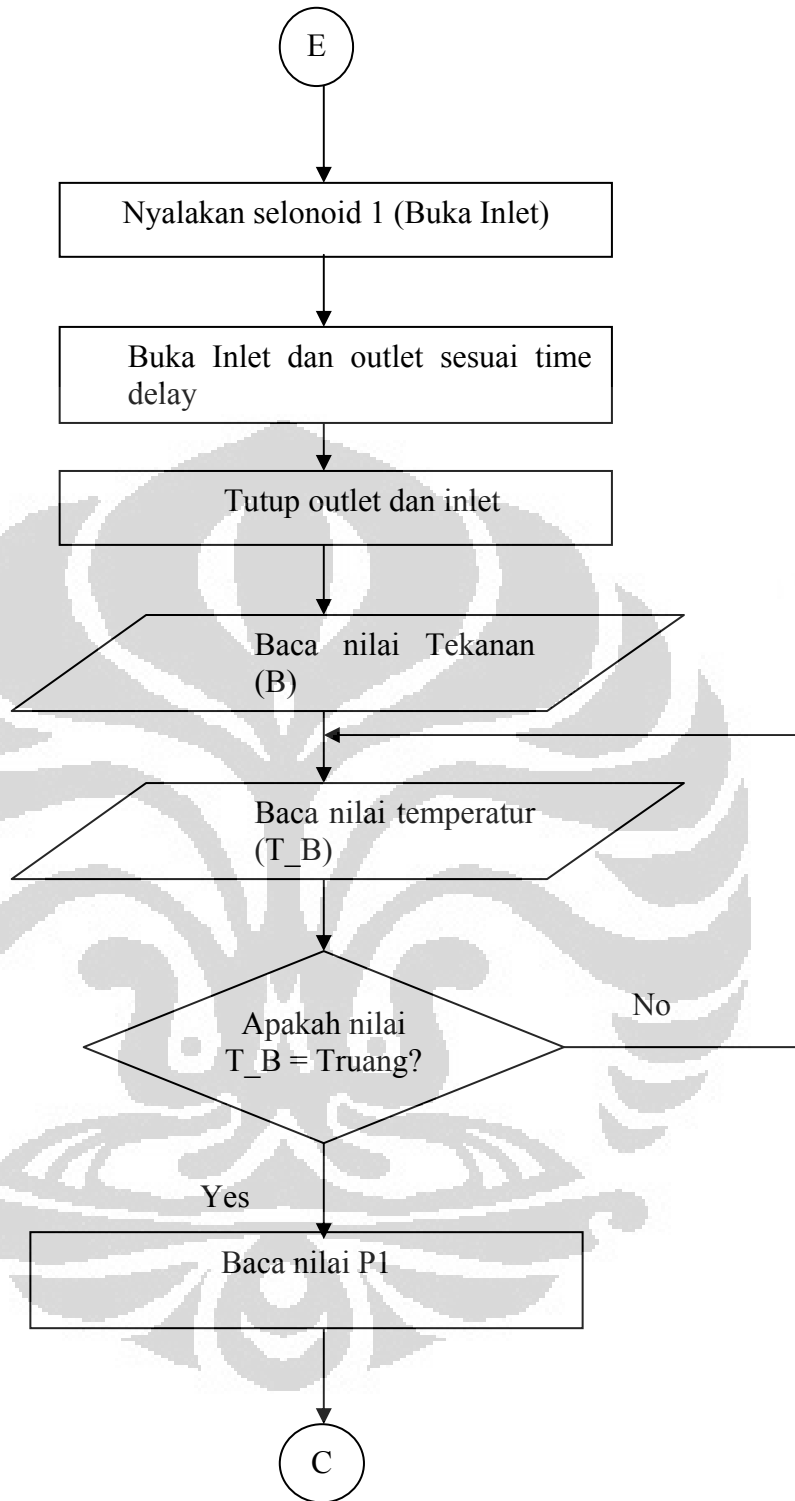 E
Nyalakan selonoid 1 (Buka Inlet)
Buka Inlet dan outlet sesuai time
delay
Tutup outlet dan inlet
Baca nilai Tekanan
(B)
Baca nilai temperatur
(T_B)
Apakah nilai
T_B = Truang?
No
Yes
Baca nilai P1
C